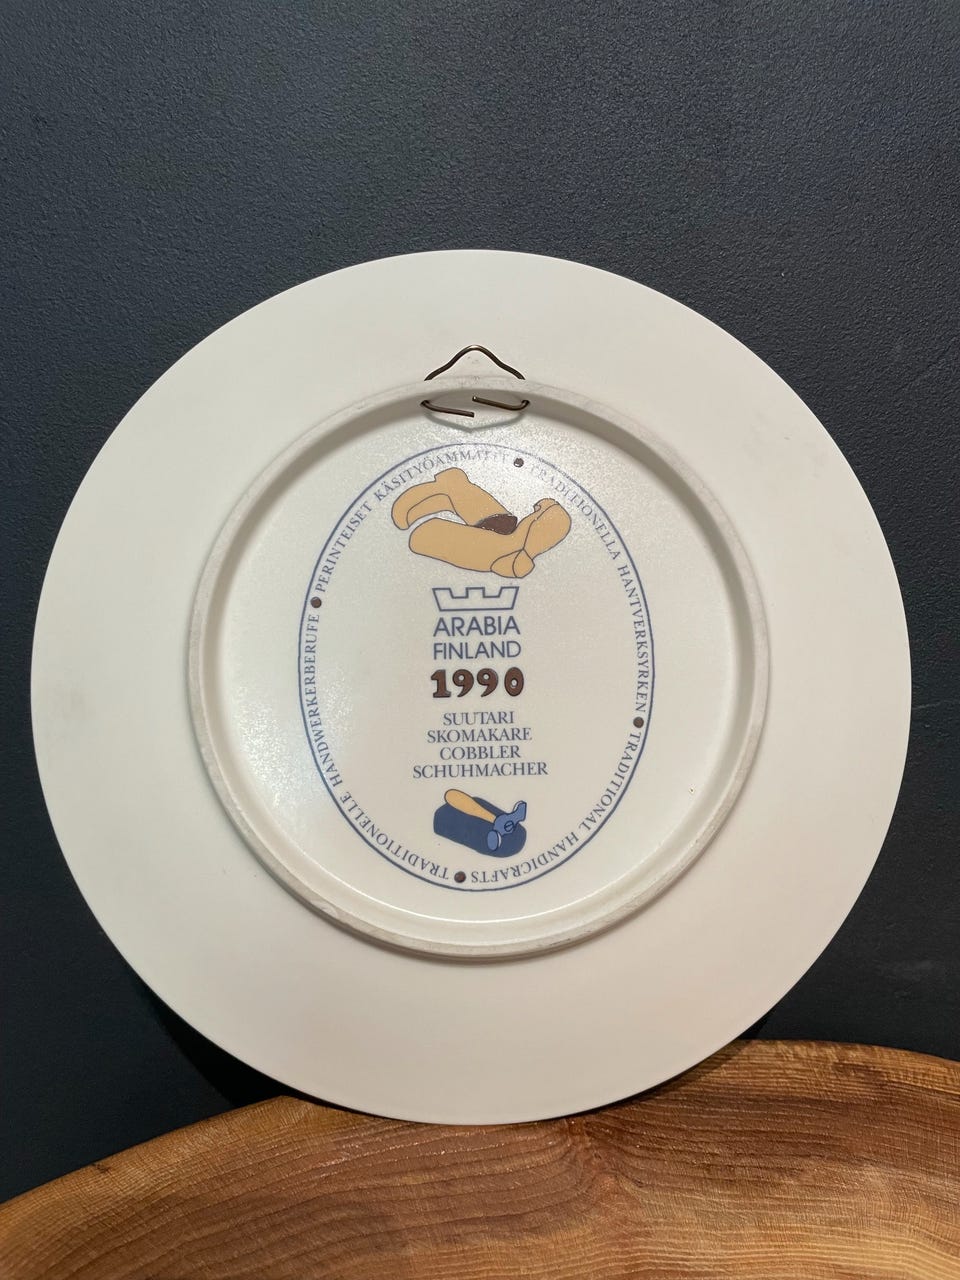 PERINTEISET KÄSITYÖAMMATIT • TRADITIONELLA HANTVERKSYRKEN • TRADITIONAL HANDICRAFTS • TRADITIONELLE HANDWERKERBERUFE •
ARABIA
FINLAND
1990
SUUTARI
SKOMAKARE
COBBLER
SCHUHMACHER